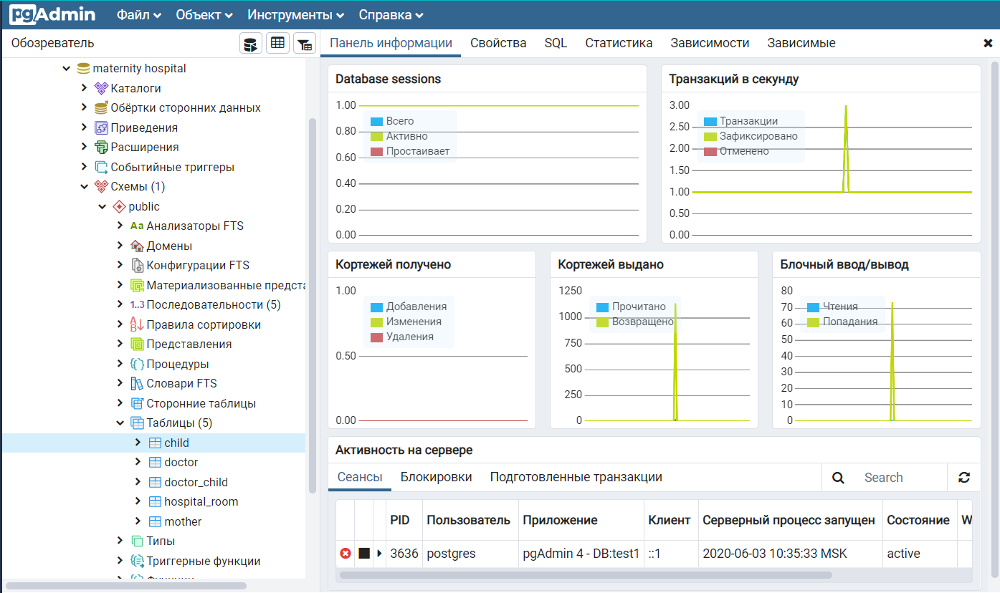 pgAdmin Файл Объект Инструменты Справка
Обозреватель
Панель информации Свойства SQL Статистика Зависимости Зависимые
maternity hospital
Каталоги
Обёртки сторонних данных
Приведения
Расширения
Событийные триггеры
Схемы (1)
public
Aa Анализаторы FTS
Домены
Конфигурации FTS
Материализованные предста
1..3 Последовательности (5)
Правила сортировки
Представления
Процедуры
Словари FTS
Сторонние таблицы
Таблицы (5)
child
doctor
doctor_child
hospital_room
mother
Типы
Триггерные функции
Database sessions
1.00
0.80
0.60
0.40
0.20
0.00
Всего
Активно
Простаивает
Транзакций в секунду
3.00
2.50
2.00
1.50
1.00
0.50
0.00
Транзакции
Зафиксировано
Отменено
Кортежей получено
1.00
0.50
0.00
Добавления
Изменения
Удаления
Кортежей выдано
1250
1000
750
500
250
0
Прочитано
Возвращено
Блочный ввод/вывод
80
70
60
50
40
30
20
10
0
Чтения
Попадания
Активность на сервере
Сеансы Блокировки Подготовленные транзакции Search
PID Пользователь Приложение Клиент Серверный процесс запущен Состояние W
3636 postgres pgAdmin 4 - DB:test1 ::1 2020-06-03 10:35:33 MSK active